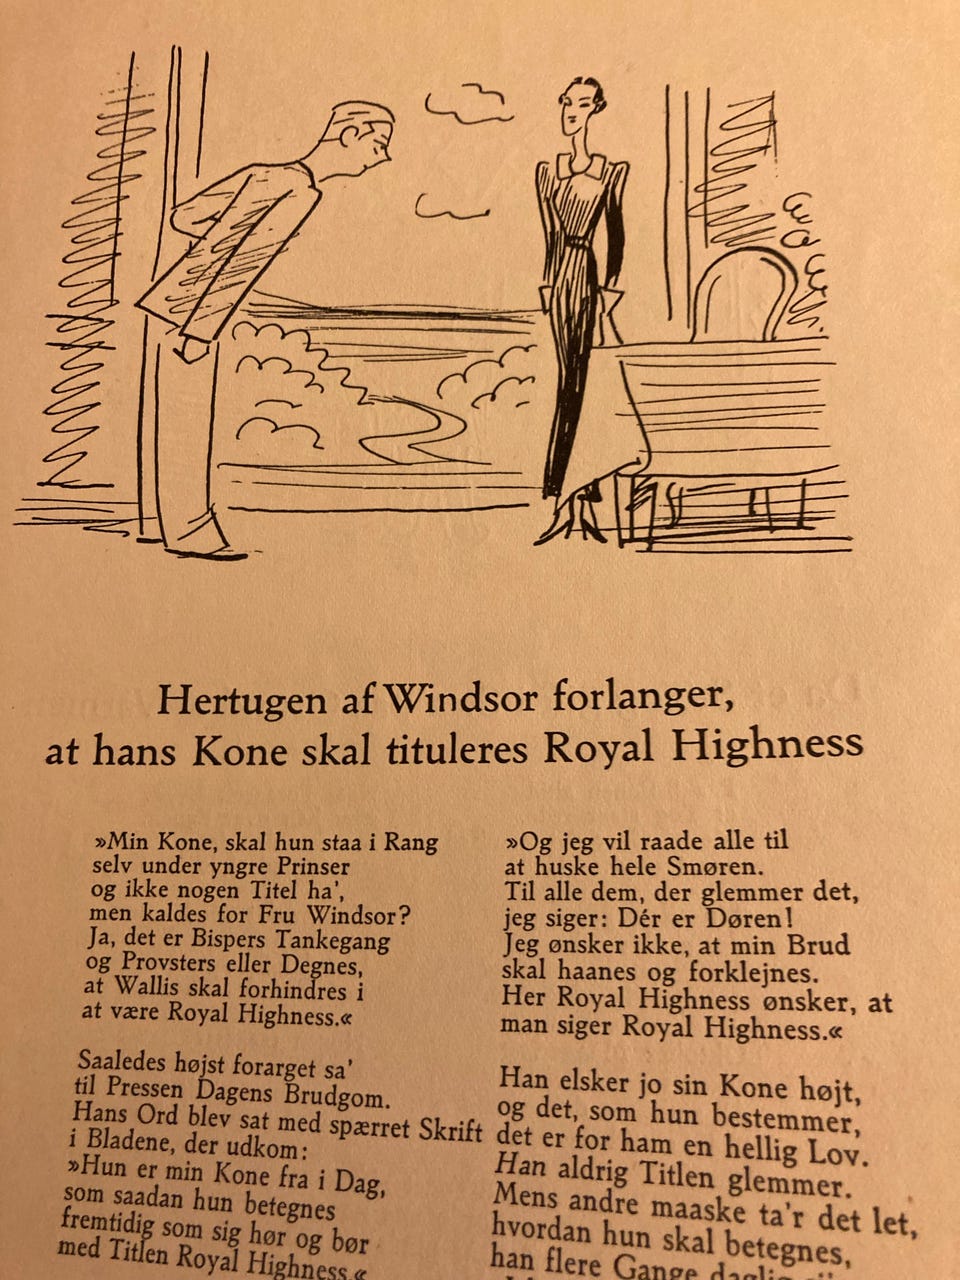 Hertugen af Windsor forlanger,
at hans Kone skal tituleres Royal Highness
»Min Kone, skal hun staa i Rang
selv under yngre Prinser
og ikke nogen Titel ha',
men kaldes for Fru Windsor?
Ja, det er Bispers Tankegang
og Provsters eller Degnes,
at Wallis skal forhindres i
at være Royal Highness.«
Saaledes højst forarget sa'
til Pressen Dagens Brudgom.
Hans Ord blev sat med spærret Skrift
i Bladene, der udkom:
»Hun er min Kone fra i Dag,
som saadan hun betegnes
fremtidig som sig hør og bør
med Titlen Royal Highness.«
»Og jeg vil raade alle til
at huske hele Smøren.
Til alle dem, der glemmer det,
jeg siger: Dér er Døren!
Jeg ønsker ikke, at min Brud
skal haanes og forklejnes.
Her Royal Highness ønsker, at
man siger Royal Highness.«
Han elsker jo sin Kone højt,
og det, som hun bestemmer,
det er for ham en hellig Lov.
Han aldrig Titlen glemmer.
Mens andre maaske ta'r det let,
hvordan hun skal betegnes,
han flere Gange